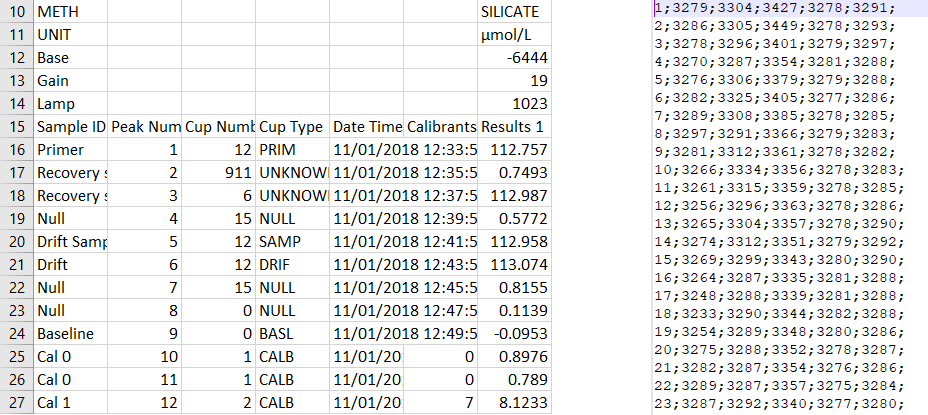 10 METH SILICATE
11 UNIT µmol/L
12 Base -6444
13 Gain 19
14 Lamp 1023
15 Sample ID Peak Num Cup Numb Cup Type Date Time Calibrants Results 1
16 Primer 1 12 PRIM 11/01/2018 12:33:5 112.757
17 Recovery s 2 911 UNKNOW 11/01/2018 12:35:5 0.7493
18 Recovery s 3 6 UNKNOW 11/01/2018 12:37:5 112.987
19 Null 4 15 NULL 11/01/2018 12:39:5 0.5772
20 Drift Samp 5 12 SAMP 11/01/2018 12:41:5 112.958
21 Drift 6 12 DRIF 11/01/2018 12:43:5 113.074
22 Null 7 15 NULL 11/01/2018 12:45:5 0.8155
23 Null 8 0 NULL 11/01/2018 12:47:5 0.1139
24 Baseline 9 0 BASL 11/01/2018 12:49:5 -0.0953
25 Cal 0 10 1 CALB 11/01/20 0 0.8976
26 Cal 0 11 1 CALB 11/01/20 0 0.789
27 Cal 1 12 2 CALB 11/01/20 7 8.1233
1;3279;3304;3427;3278;3291;
2;3286;3305;3449;3278;3293;
3;3278;3296;3401;3279;3297;
4;3270;3287;3354;3281;3288;
5;3276;3306;3379;3279;3288;
6;3282;3325;3405;3277;3286;
7;3289;3308;3385;3278;3285;
8;3297;3291;3366;3279;3283;
9;3281;3312;3361;3278;3282;
10;3266;3334;3356;3278;3283;
11;3261;3315;3359;3278;3285;
12;3256;3296;3363;3278;3286;
13;3265;3304;3357;3278;3290;
14;3274;3312;3351;3279;3292;
15;3269;3299;3343;3280;3290;
16;3264;3287;3335;3281;3288;
17;3248;3288;3339;3281;3288;
18;3233;3290;3344;3282;3288;
19;3254;3289;3348;3280;3286;
20;3275;3288;3352;3278;3287;
21;3282;3287;3354;3276;3286;
22;3289;3287;3357;3275;3284;
23;3287;3292;3340;3277;3280;